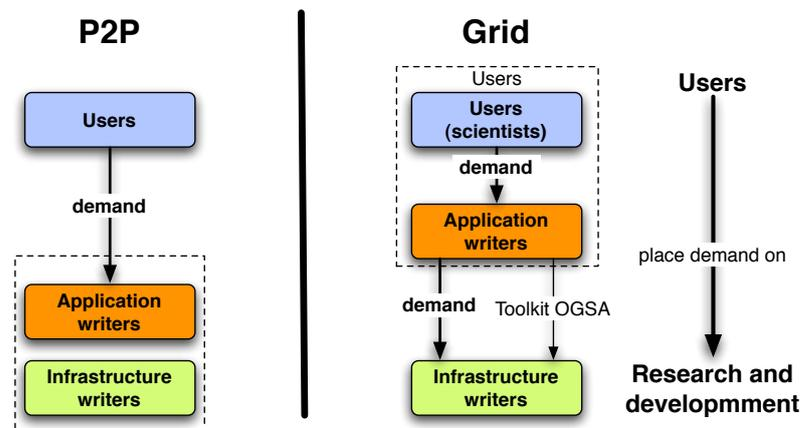 P2P
Users
demand
Application
writers
Infrastructure
writers
Grid
Users
Users
(scientists)
demand
Application
writers
demand
Toolkit OGSA
Infrastructure
writers
Users
place demand on
Research and
developmment